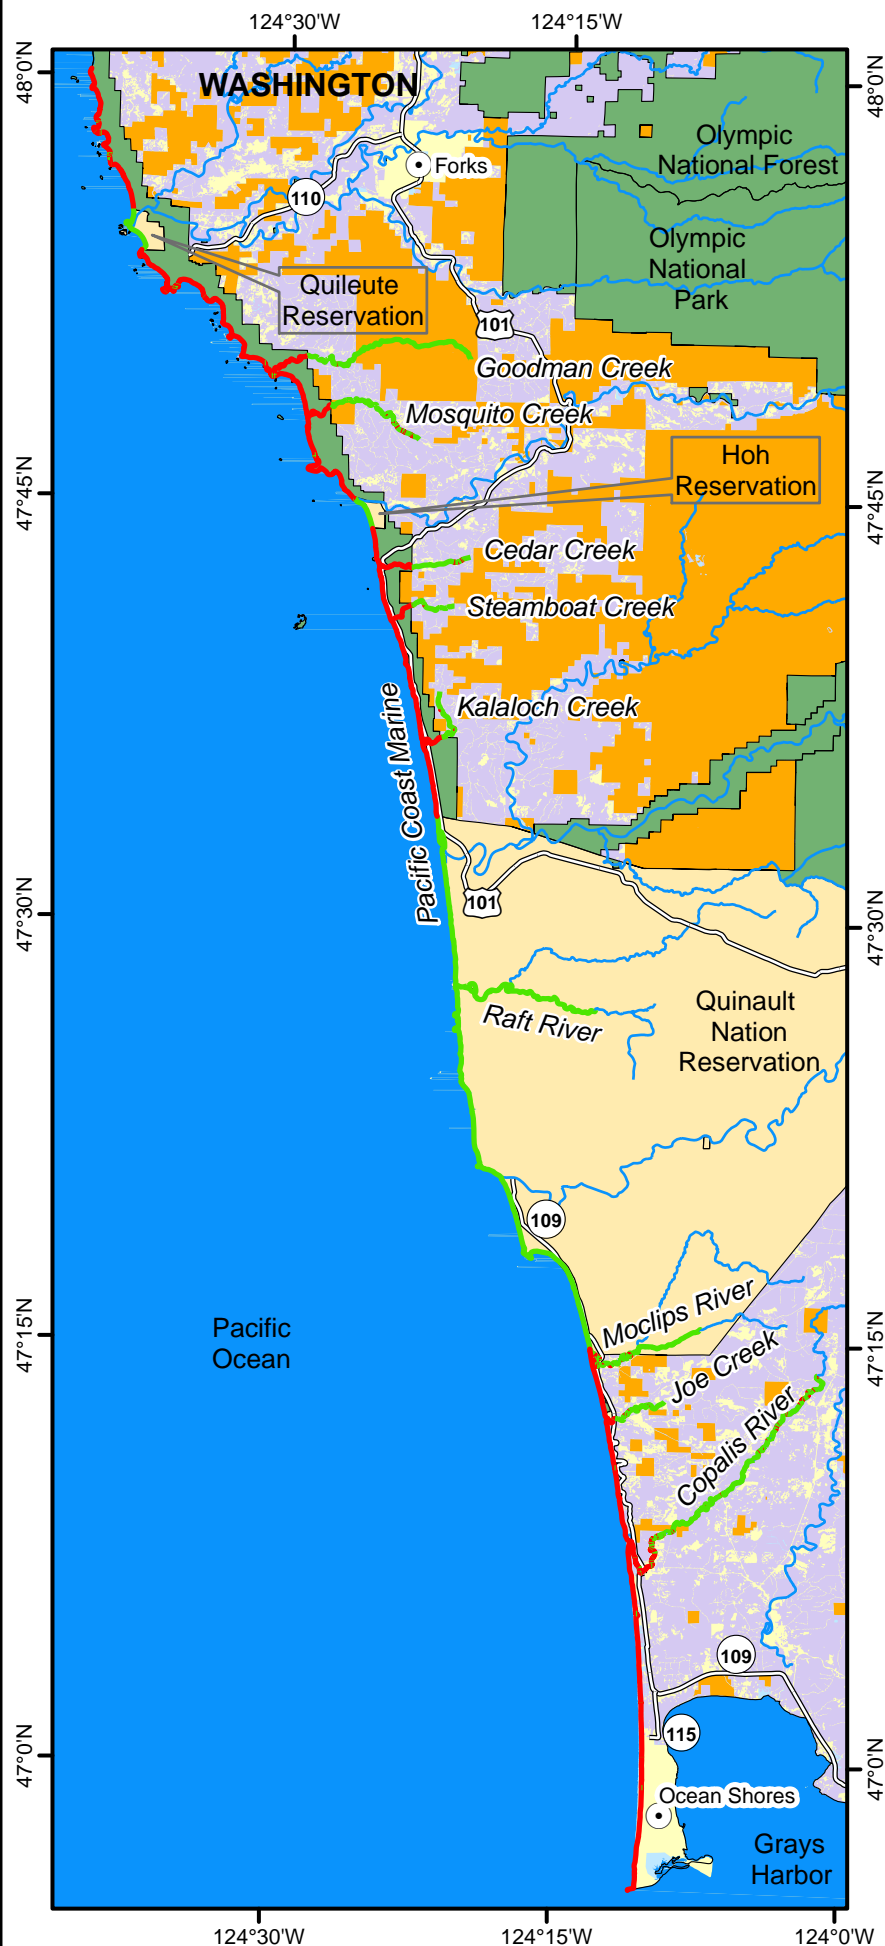 124°30'W
124°15'W
48°0'N
48°0'N
WASHINGTON
Olympic
National Forest
Forks
110
Olympic
National
Park
Quileute
Reservation
101
Goodman Creek
Mosquito Creek
Hoh
Reservation
47°45'N
47°45'N
Cedar Creek
Steamboat Creek
Kalaloch Creek
Pacific Coast Marine
101
47°30'N
47°30'N
Quinault
Nation
Reservation
Raft River
109
Moclips River
Pacific
Ocean
47°15'N
47°15'N
Joe Creek
Copalis River
109
115
47°0'N
47°0'N
Ocean Shores
Grays
Harbor
124°30'W
124°15'W
124°0'W